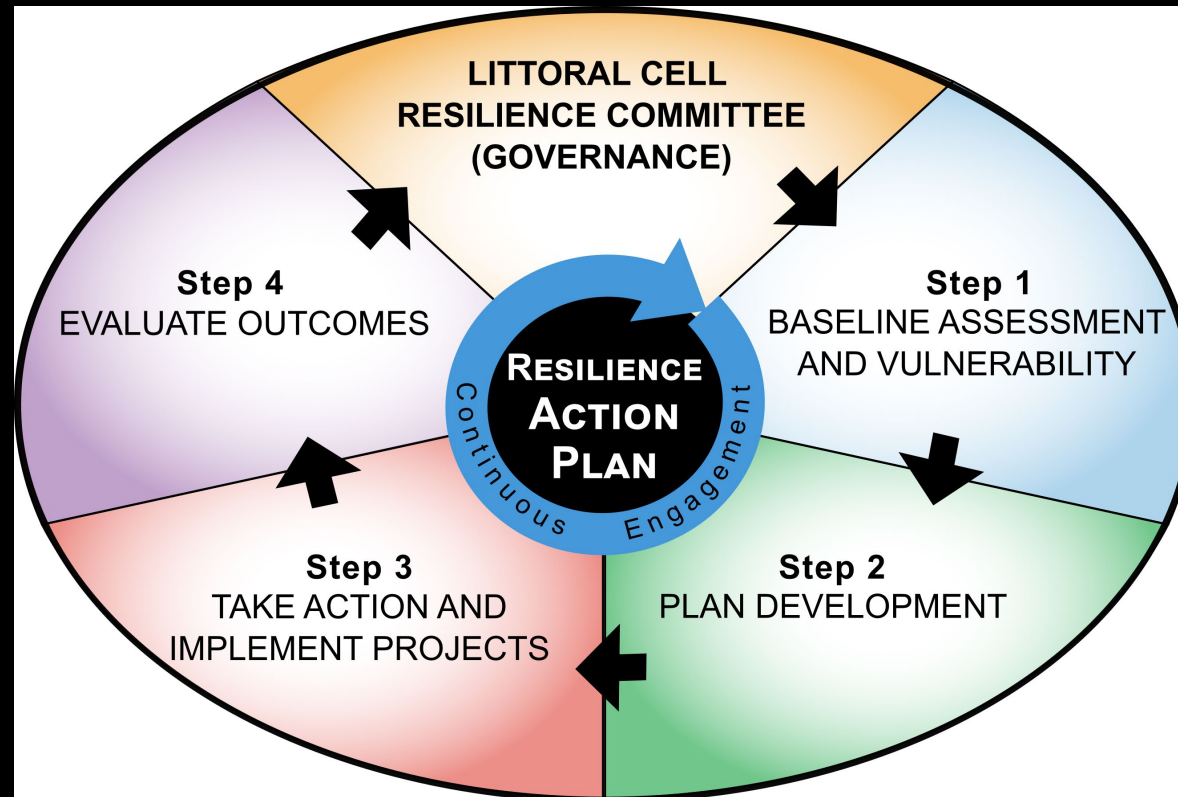 LITTORAL CELL
RESILIENCE COMMITTEE
(GOVERNANCE)
Step 1
BASELINE ASSESSMENT
AND VULNERABILITY
Step 2
PLAN DEVELOPMENT
Step 3
TAKE ACTION AND
IMPLEMENT PROJECTS
Step 4
EVALUATE OUTCOMES
RESILIENCE
ACTION
PLAN
Continuous Engagement